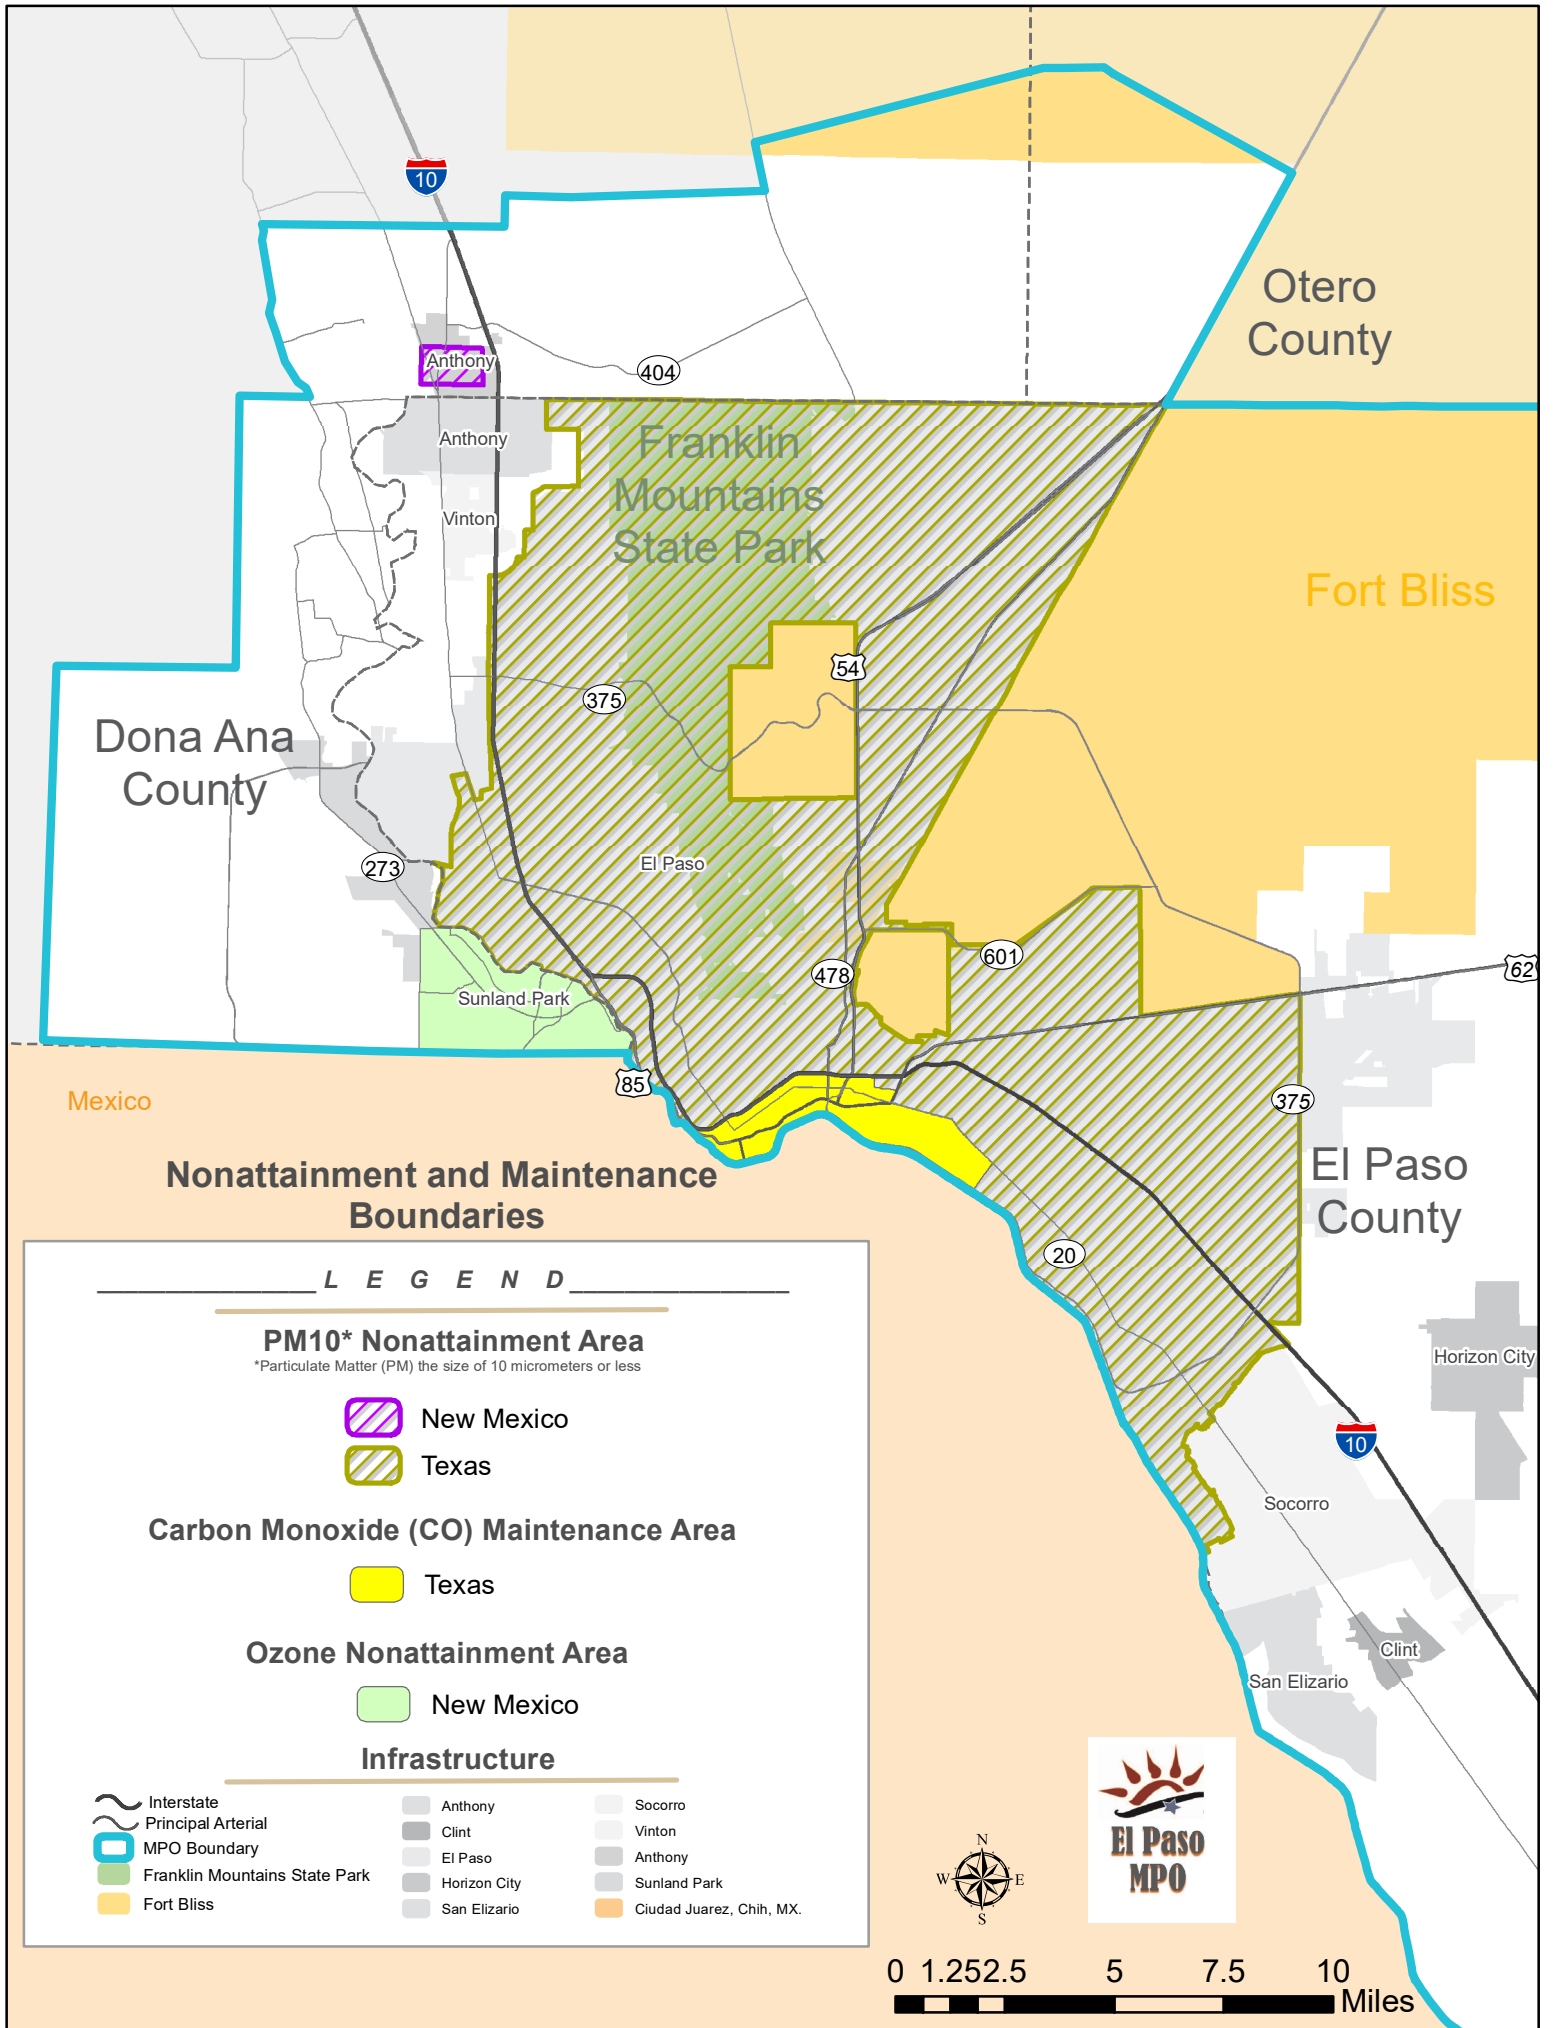 10
Otero
County
Anthony
404
Anthony
Franklin
Mountains
State Park
Vinton
Fort Bliss
54
375
Dona Ana
County
El Paso
273
601
478
62
Sunland Park
85
Mexico
375
El Paso
County
Nonattainment and Maintenance
Boundaries
20
L E G E N D
PM10* Nonattainment Area
*Particulate Matter (PM) the size of 10 micrometers or less
New Mexico
Texas
Carbon Monoxide (CO) Maintenance Area
Texas
Ozone Nonattainment Area
New Mexico
Infrastructure
Interstate
Principal Arterial
MPO Boundary
Franklin Mountains State Park
Fort Bliss
Anthony
Clint
El Paso
Horizon City
San Elizario
Socorro
Vinton
Anthony
Sunland Park
Ciudad Juarez, Chih, MX.
Horizon City
10
Socorro
Clint
San Elizario
El Paso
MPO
N
W E
S
0 1.25 2.5 5 7.5 10
Miles